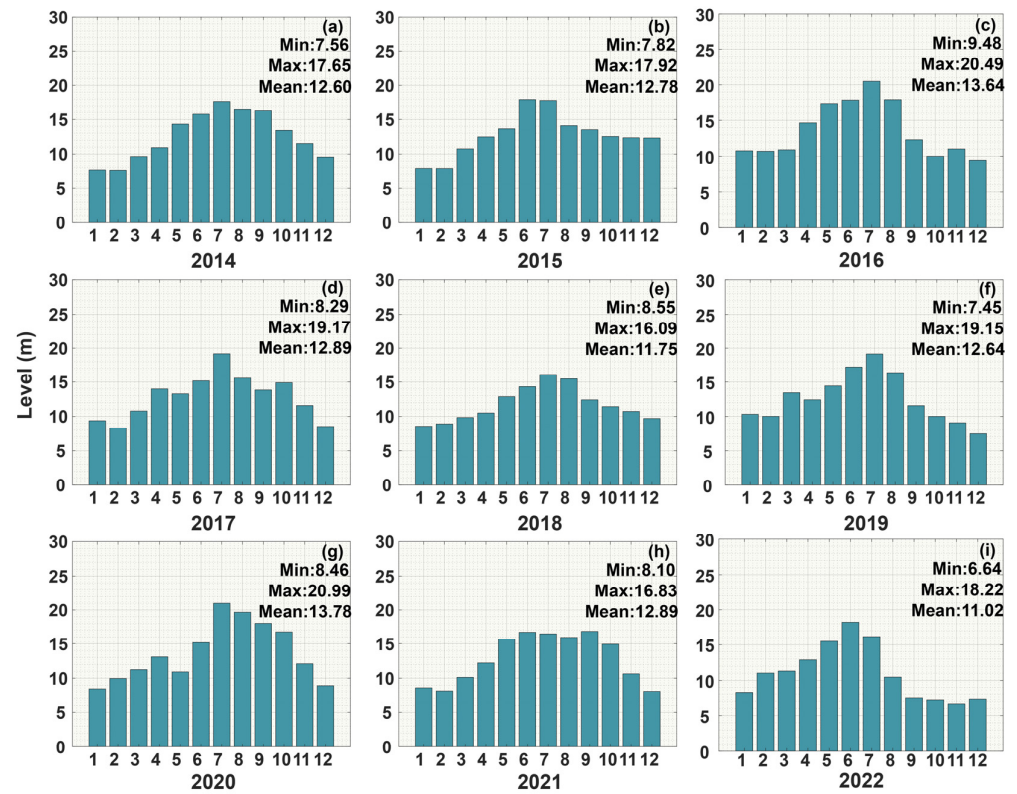 Level (m)
(a)
Min:7.56
Max:17.65
Mean:12.60
30
25
20
15
10
5
0
1 2 3 4 5 6 7 8 9 10 11 12
2014
(b)
Min:7.82
Max:17.92
Mean:12.78
30
25
20
15
10
5
0
1 2 3 4 5 6 7 8 9 10 11 12
2015
(c)
Min:9.48
Max:20.49
Mean:13.64
30
25
20
15
10
5
0
1 2 3 4 5 6 7 8 9 10 11 12
2016
(d)
Min:8.29
Max:19.17
Mean:12.89
30
25
20
15
10
5
0
1 2 3 4 5 6 7 8 9 10 11 12
2017
(e)
Min:8.55
Max:16.09
Mean:11.75
30
25
20
15
10
5
0
1 2 3 4 5 6 7 8 9 10 11 12
2018
(f)
Min:7.45
Max:19.15
Mean:12.64
30
25
20
15
10
5
0
1 2 3 4 5 6 7 8 9 10 11 12
2019
(g)
Min:8.46
Max:20.99
Mean:13.78
30
25
20
15
10
5
0
1 2 3 4 5 6 7 8 9 10 11 12
2020
(h)
Min:8.10
Max:16.83
Mean:12.89
30
25
20
15
10
5
0
1 2 3 4 5 6 7 8 9 10 11 12
2021
(i)
Min:6.64
Max:18.22
Mean:11.02
30
25
20
15
10
5
0
1 2 3 4 5 6 7 8 9 10 11 12
2022